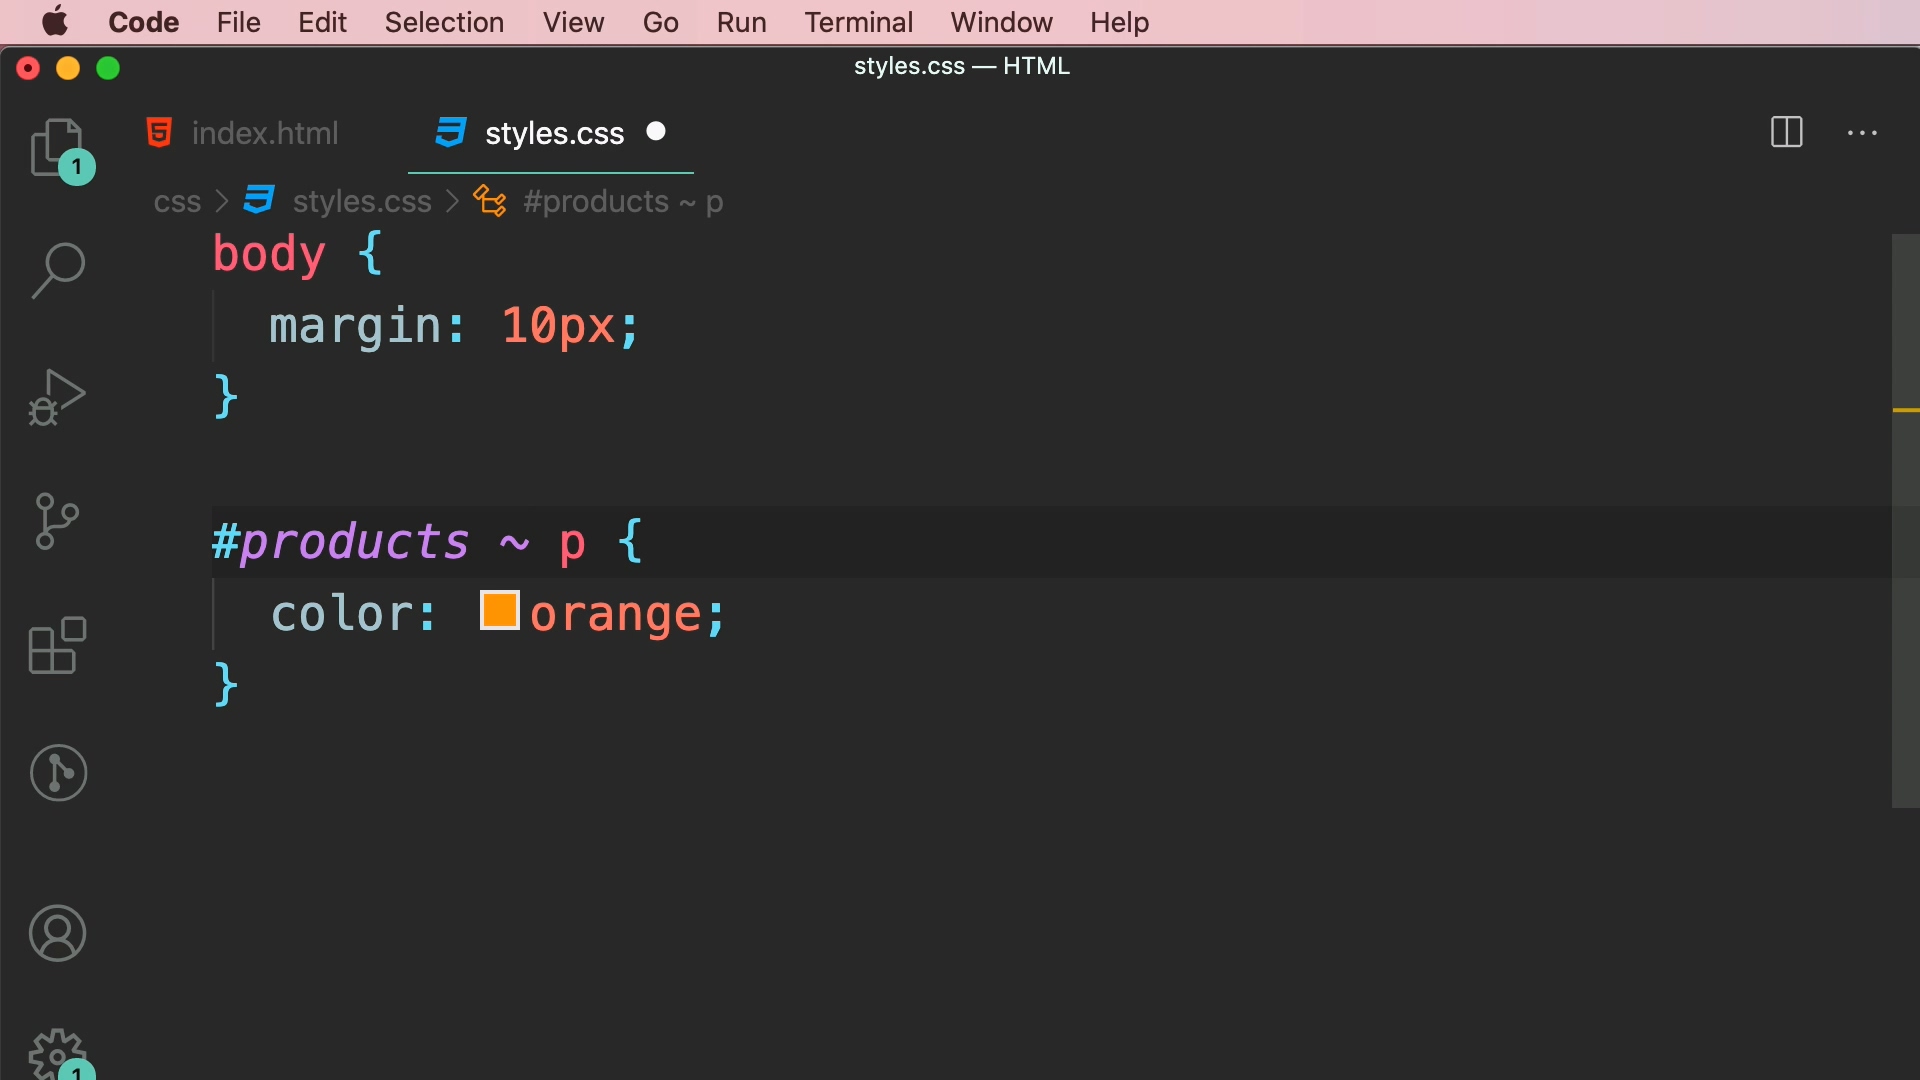 Code File Edit Selection View Go Run Terminal Window Help
styles.css — HTML
index.html styles.css
css > styles.css > #products ~ p
body {
margin: 10px;
}
#products ~ p {
color: orange;
}
1
1